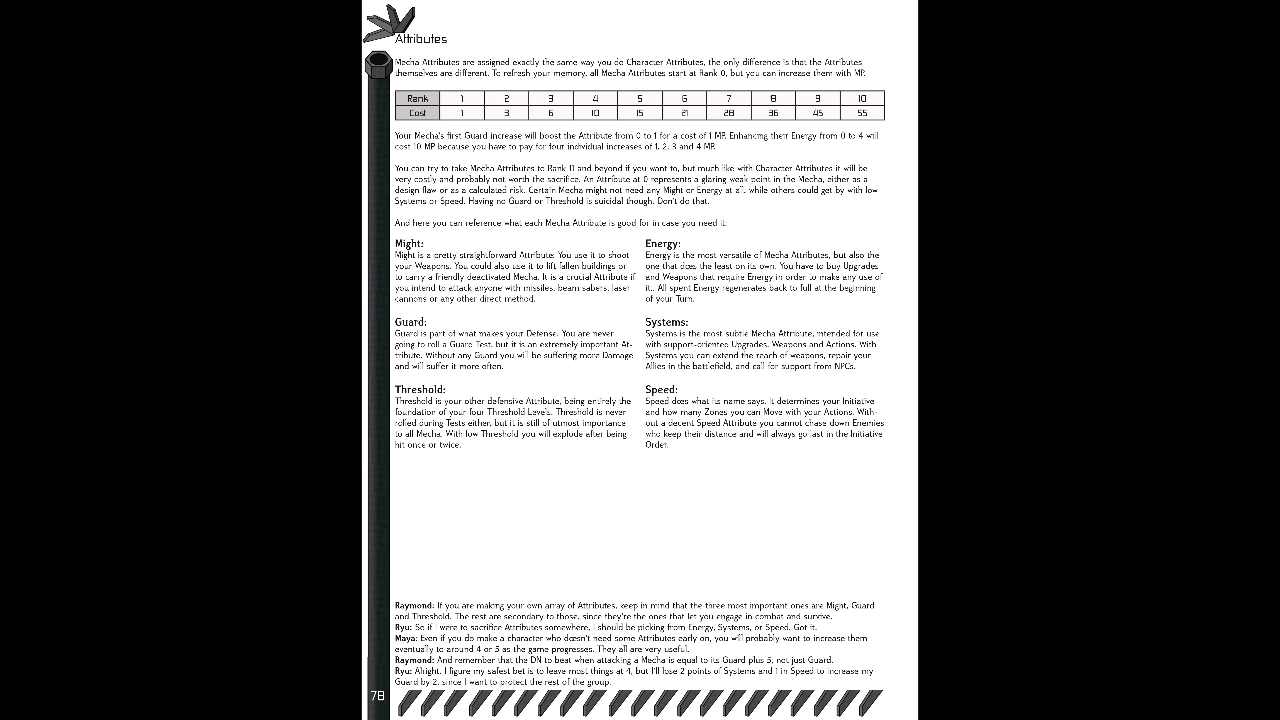 Attributes
Mecha Attributes are assigned exactly the same way you do Character Attributes, the only difference is that the Attributes
themselves are different. To refresh your memory, all Mecha Attributes start at Rank 0, but you can increase them with MP.
Rank 1 2 3 4 5 6 7 8 9 10
Cost 1 3 6 10 15 21 28 36 45 55
Your Mecha's first Guard increase will boost the Attribute from 0 to 1 for a cost of 1 MP. Enhancing their Energy from 0 to 4 will
cost 10 MP because you have to pay for four individual increases of 1, 2, 3 and 4 MP.
You can try to take Mecha Attributes to Rank 11 and beyond if you want to, but much like with Character Attributes it will be
very costly and probably not worth the sacrifice. An Attribute at 0 represents a glaring weak point in the Mecha, either as a
design flaw or as a calculated risk. Certain Mecha might not need any Might or Energy at all, while others could get by with low
Systems or Speed. Having no Guard or Threshold is suicidal though. Don't do that.
And here you can reference what each Mecha Attribute is good for in case you need it:
Might:
Might is a pretty straighforward Attribute: You use it to shoot
your Weapons. You could also use it to lift fallen buildings or
to carry a friendly deactivated Mecha. It is a crucial Attribute if
you intend to attack anyone with missiles, beam sabers, laser
cannons or any other direct method.
Guard:
Guard is part of what makes your Defense. You are never
going to roll a Guard Test, but it is an extremely important At-
tribute. Without any Guard you will be suffering more Damage
and will suffer it more often.
Threshold:
Threshold is your other defensive Attribute, being entirely the
foundation of your four Threshold Levels. Threshold is never
rolled during Tests either, but it is still of utmost importance
to all Mecha. With low Threshold you will explode after being
hit once or twice.
Energy:
Energy is the most versatile of Mecha Attributes, but also the
one that does the least on its own. You have to buy Upgrades
and Weapons that require Energy in order to make any use of
it.. All spent Energy regenerates back to full at the beginning
of your Turn.
Systems:
Systems is the most subtle Mecha Attribute, intended for use
with support-oriented Upgrades, Weapons and Actions. With
Systems you can extend the reach of weapons, repair your
Allies in the battlefield, and call for support from NPCs.
Speed:
Speed does what its name says. It determines your Initiative
and how many Zones you can Move with your Actions. With-
out a decent Speed Attribute you cannot chase down Enemies
who keep their distance and will always go last in the Initiative
Order.
Raymond: If you are making your own array of Attributes, keep in mind that the three most important ones are Might, Guard
and Threshold. The rest are secondary to those, since they're the ones that let you engage in combat and survive.
Ryu: So if I were to sacrifice Attributes somewhere, I should be picking from Energy, Systems, or Speed. Got it.
Maya: Even if you do make a character who doesn't need some Attributes early on, you will probably want to increase them
eventually to around 4 or 5 as the game progresses. They all are very useful.
Raymond: And remember that the DN to beat when attacking a Mecha is equal to its Guard plus 5, not just Guard.
Ryu: Alright. I figure my safest bet is to leave most things at 4, but I'll lose 2 points of Systems and 1 in Speed to increase my
Guard by 2, since I want to protect the rest of the group.
78